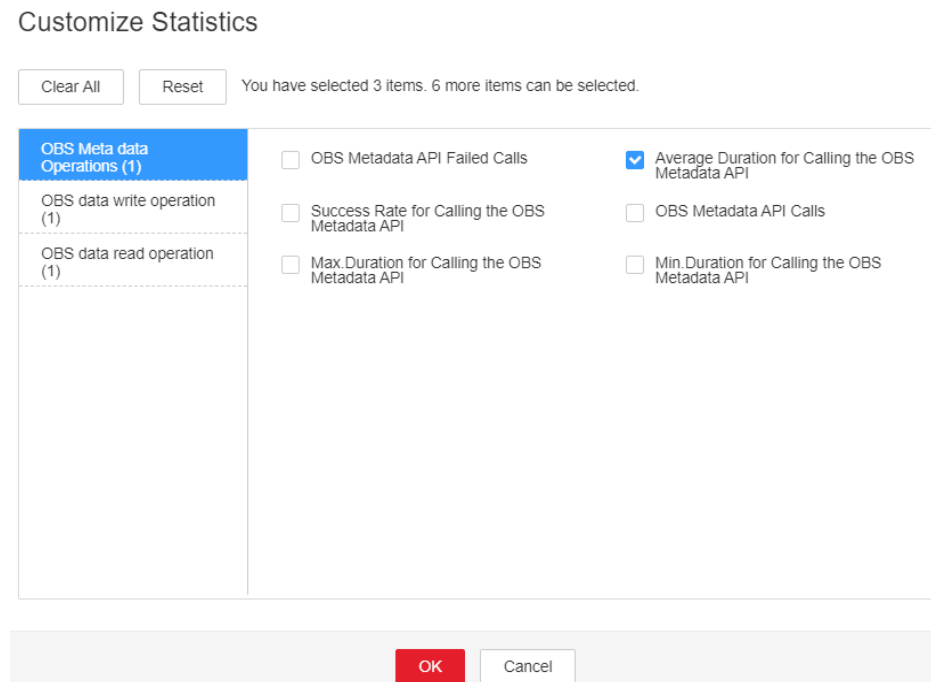 Customize Statistics
Clear All
Reset
You have selected 3 items. 6 more items can be selected.
OBS Meta data
Operations (1)
OBS data write operation
(1)
OBS data read operation
(1)
OBS Metadata API Failed Calls
Average Duration for Calling the OBS
Metadata API
Success Rate for Calling the OBS
Metadata API
OBS Metadata API Calls
Max.Duration for Calling the OBS
Metadata API
Min.Duration for Calling the OBS
Metadata API
OK
Cancel